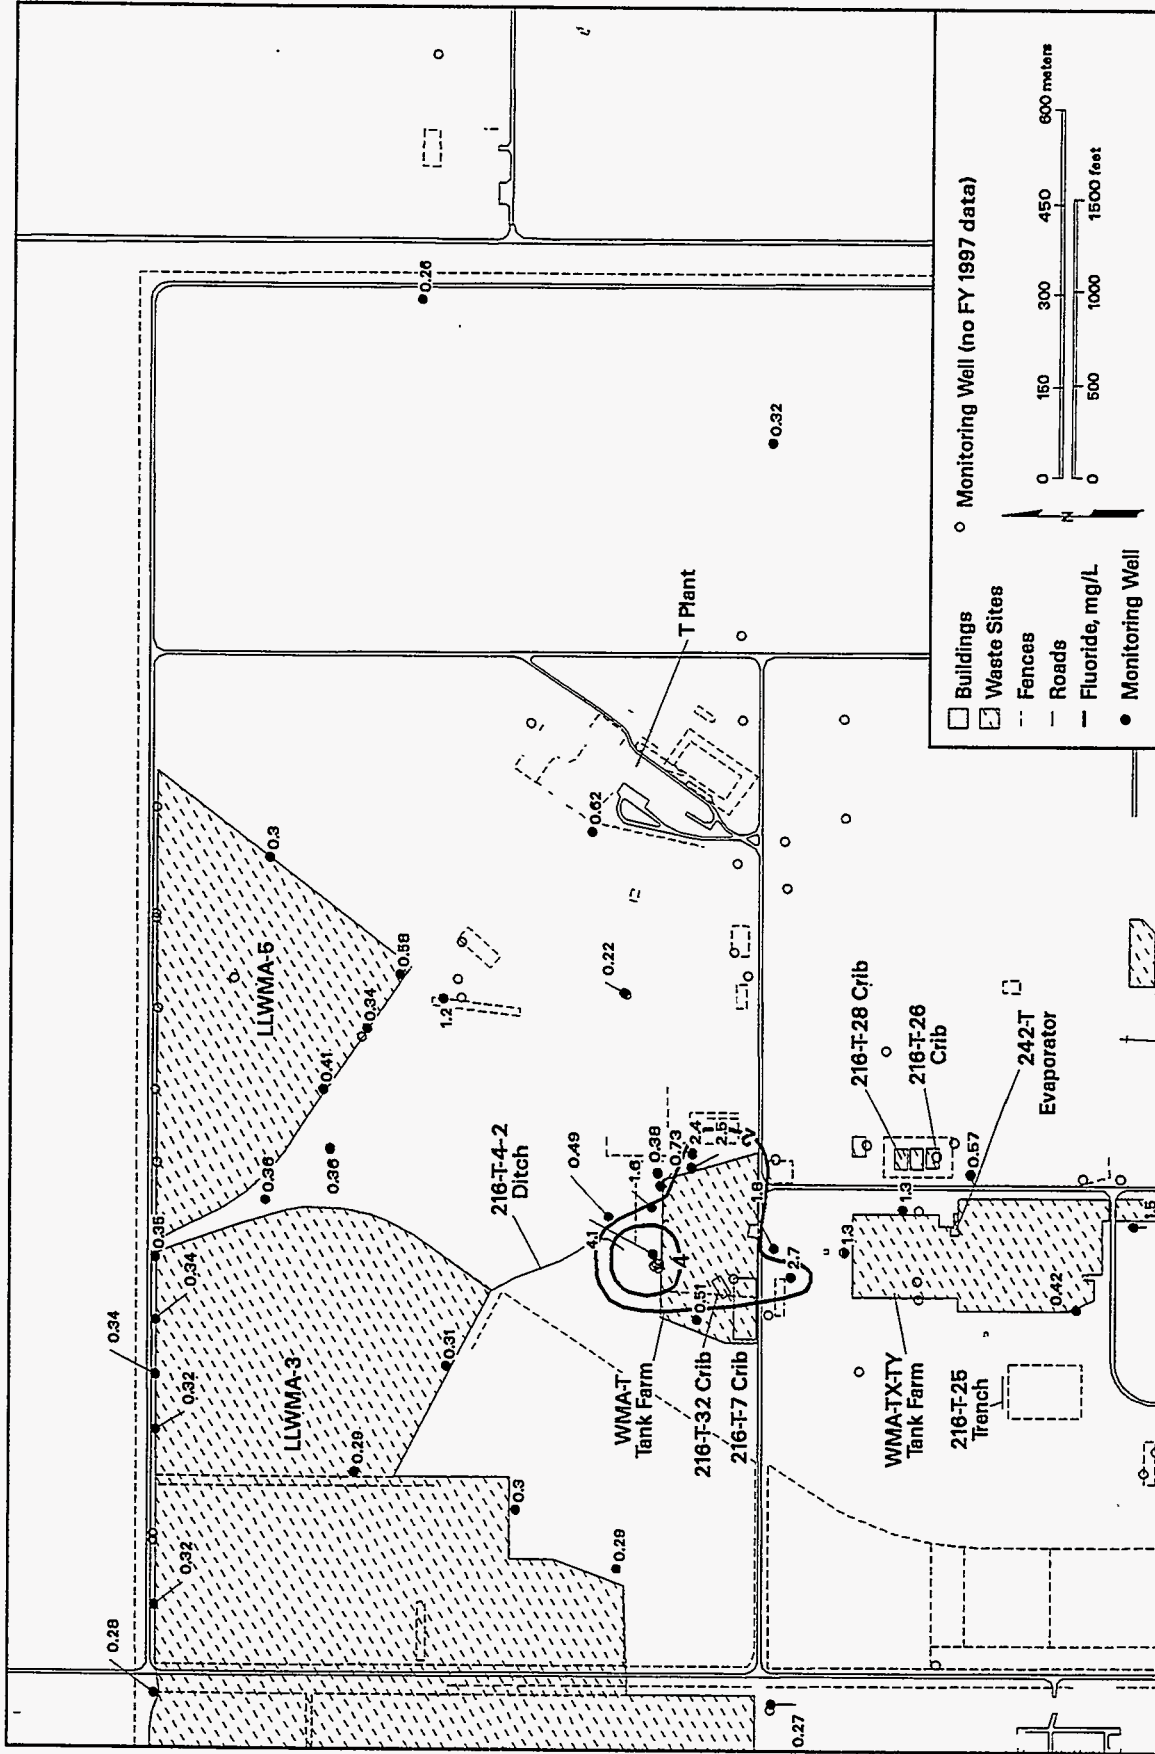 0.28
0.32
0.34
0.32
0.34
0.35
LLWMA-5
0.3
0.26
LLWMA-3
0.36
0.36
0.41
0.34
0.58
0.29
0.31
1.2
0.3
0.29
216-T-4-2
Ditch
0.49
0.22
0.62
T Plant
0.32
4.1
1.6
0.38
0.73
2.4
2.5
2
4
0.51
WMA-T
Tank Farm
216-T-32 Crib
216-T-7 Crib
1.8
2.7
0.27
1.3
1.3
216-T-28 Crib
216-T-26
Crib
0.57
242-T
Evaporator
WMA-TX-TY
Tank Farm
216-T-25
Trench
0.42
1.5
Buildings
Waste Sites
Fences
Roads
Fluoride, mg/L
Monitoring Well
Monitoring Well (no FY 1997 data)
N
0 150 300 450 600 meters
0 500 1000 1500 feet